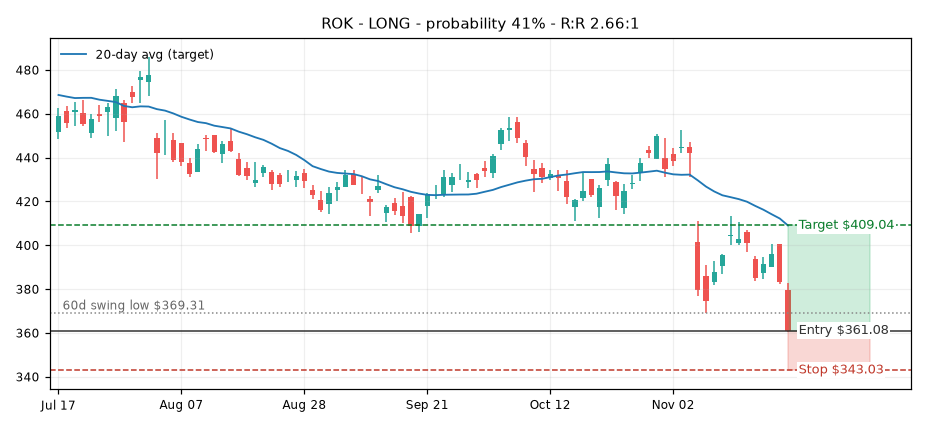 ROK - LONG - probability 41% - R:R 2.66:1
20-day avg (target)
480
460
440
420
400
380
360
340
Target $409.04
60d swing low $369.31
Entry $361.08
Stop $343.03
Jul 17
Aug 07
Aug 28
Sep 21
Oct 12
Nov 02